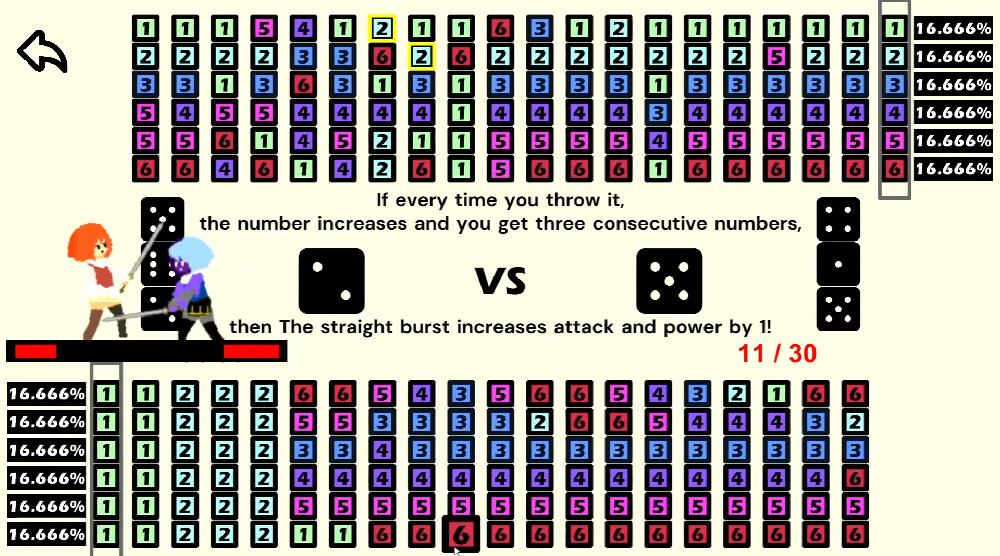 1 1 1 5 4 1 2 1 1 6 3 1 2 1 1 1 1 1 1 1 16.666%
2 2 2 2 3 3 6 2 6 2 2 2 2 2 2 2 5 2 2 2 16.666%
3 3 1 3 6 3 1 3 1 3 3 3 3 1 3 3 3 3 3 3 16.666%
5 4 5 5 4 4 4 4 1 4 4 4 4 3 4 4 4 4 4 4 16.666%
5 5 6 1 4 5 2 1 1 5 5 5 5 4 5 5 5 5 5 5 16.666%
6 6 4 6 1 4 2 6 1 5 6 6 6 1 6 6 6 6 6 6 16.666%
If every time you throw it,
the number increases and you get three consecutive numbers,
VS
then The straight burst increases attack and power by 1!
11 / 30
16.666% 1 1 2 2 2 6 6 5 4 3 5 6 6 5 4 3 2 1 6 6
16.666% 1 1 2 2 2 5 5 3 3 3 3 2 6 6 5 4 4 4 3 2
16.666% 1 1 2 2 2 3 3 4 3 3 3 3 3 3 3 3 3 3 3 3
16.666% 1 1 2 2 2 4 4 4 4 4 4 4 4 4 4 4 4 4 4 6
16.666% 1 1 2 2 2 5 5 5 5 5 5 5 5 5 5 5 5 5 5 5
16.666% 1 1 2 2 2 1 1 6 6 6 6 6 6 6 6 6 6 6 6 6